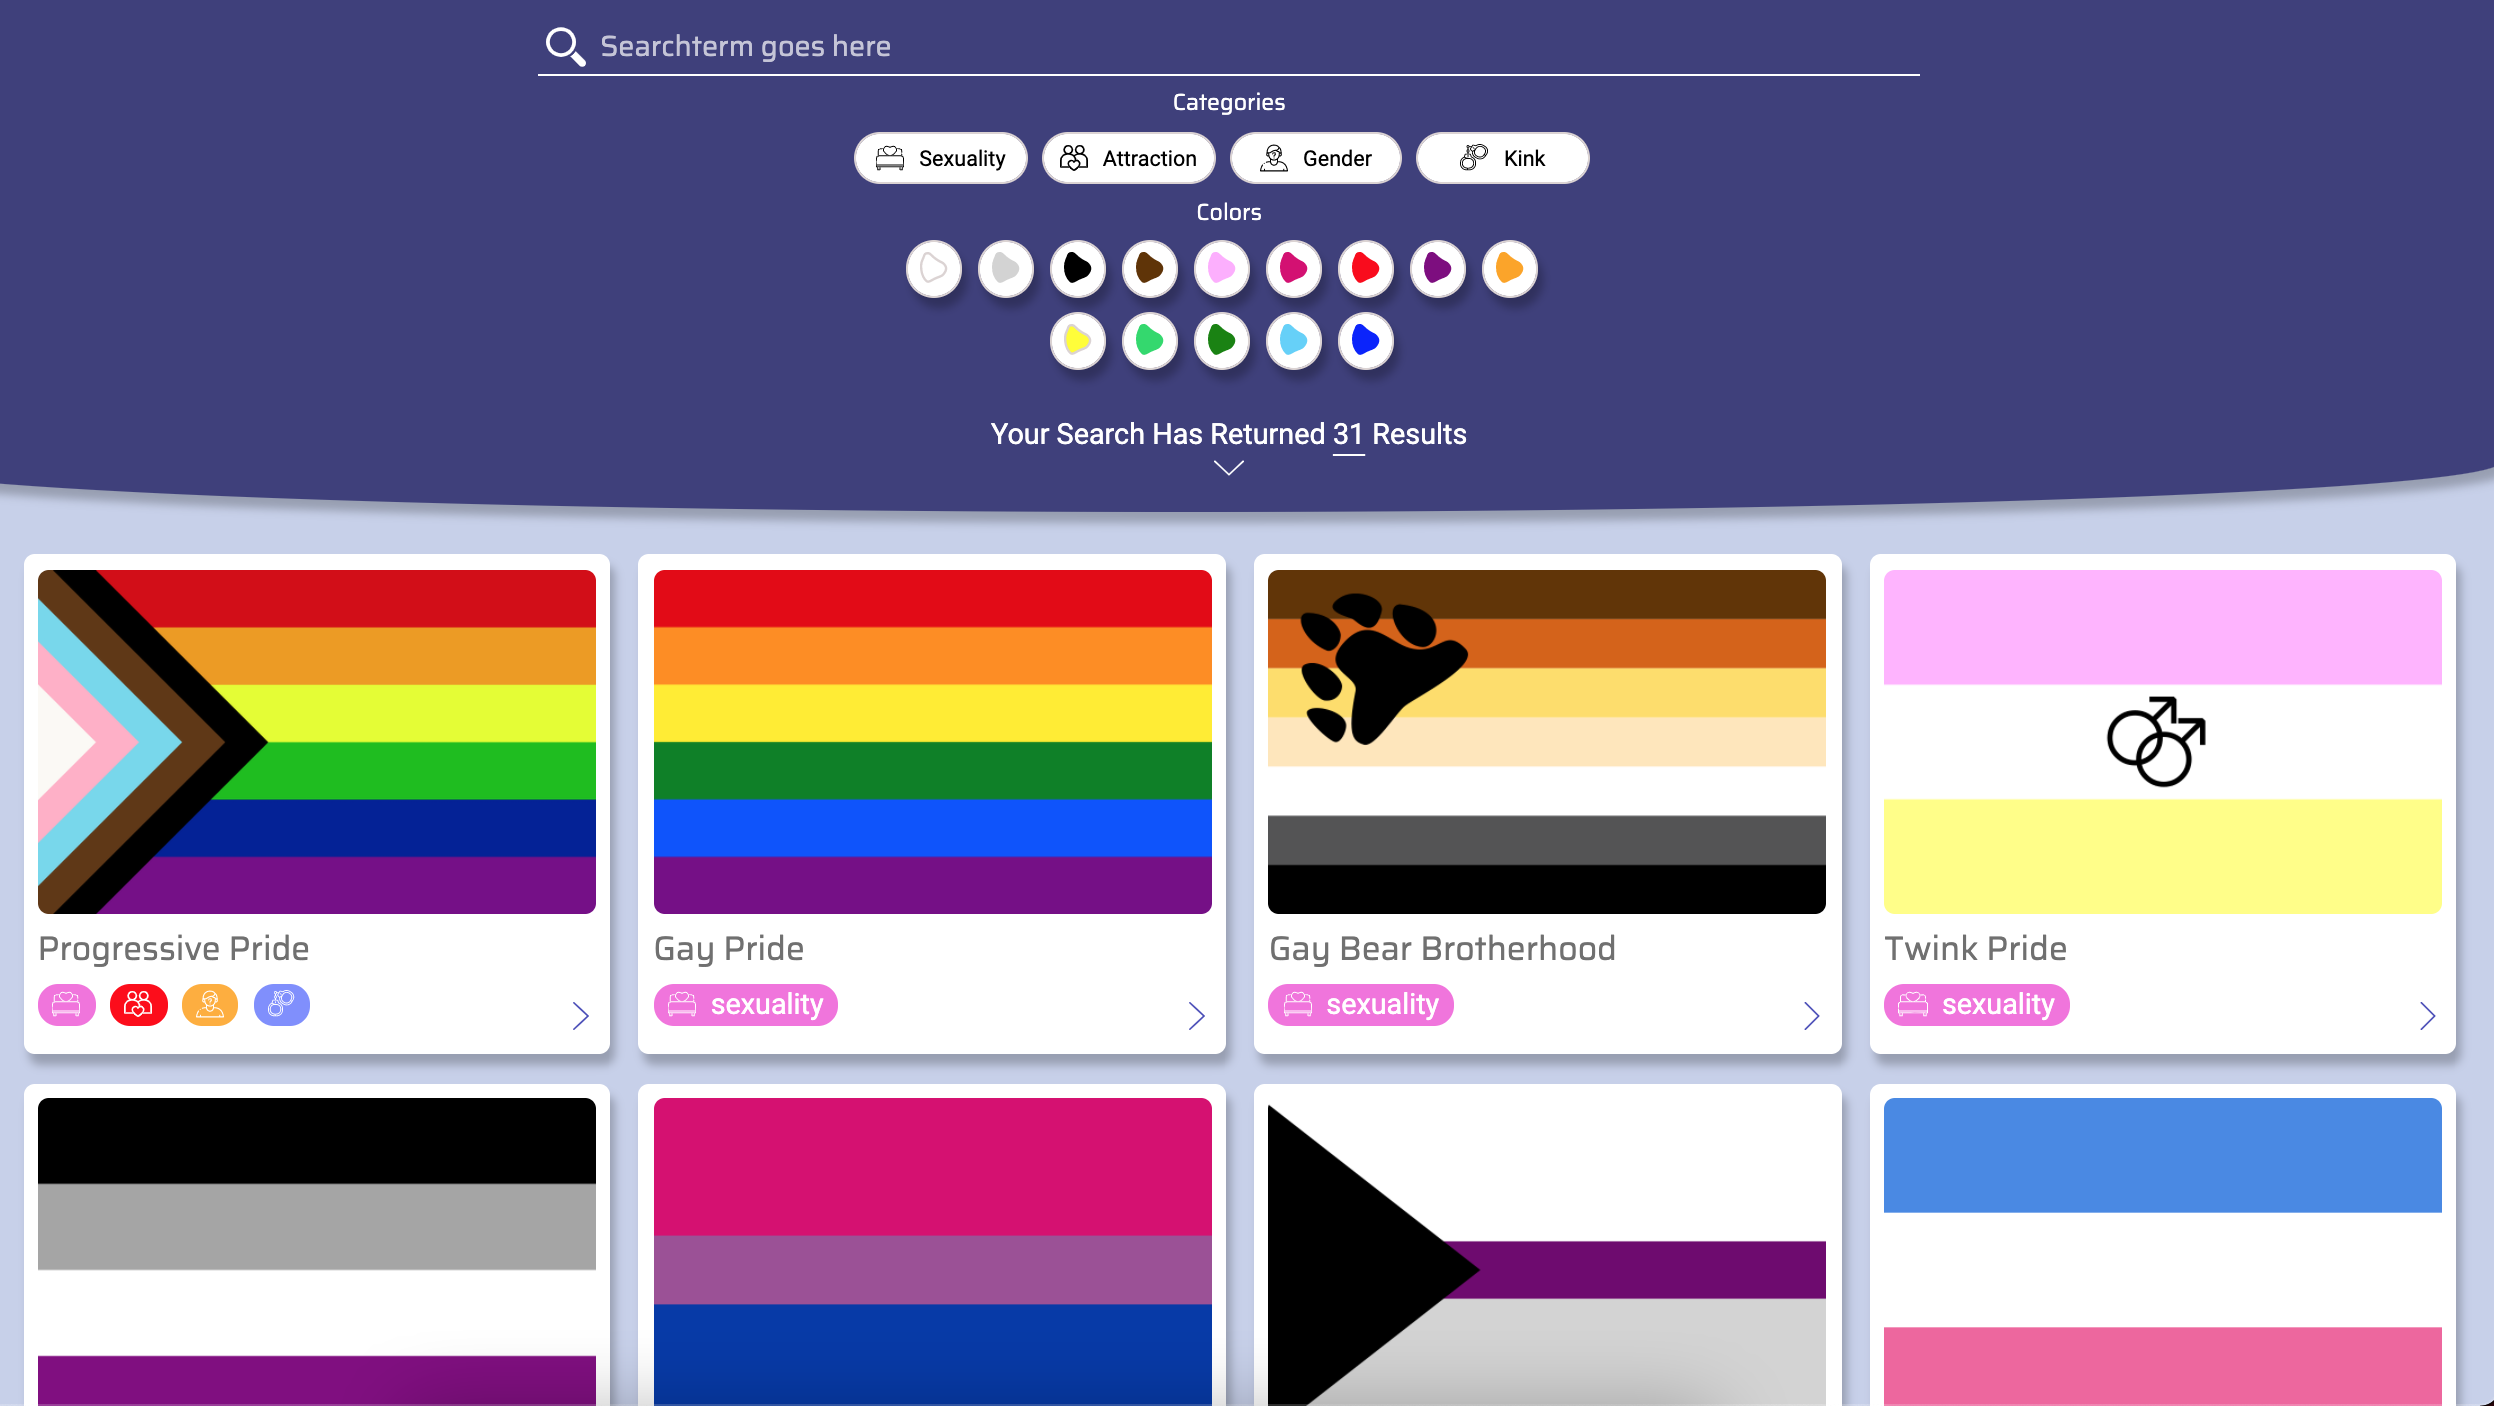 Searchterm goes here
Categories
Sexuality Attraction Gender Kink
Colors
Your Search Has Returned 31 Results
Progressive Pride
Gay Pride
sexuality
Gay Bear Brotherhood
sexuality
Twink Pride
sexuality